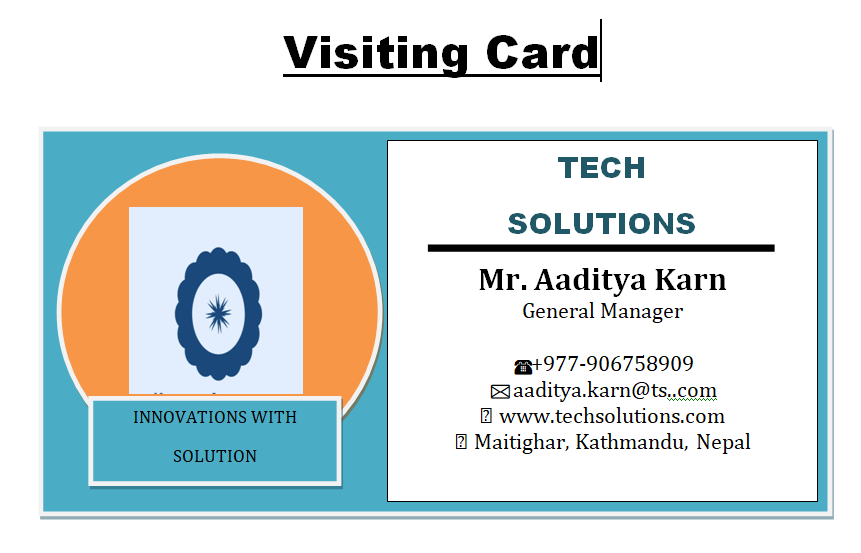 Visiting Card
TECH
SOLUTIONS
Mr. Aaditya Karn
General Manager
☎+977-906758909
✉aaditya.karn@ts..com
www.techsolutions.com
Maitighar, Kathmandu, Nepal
INNOVATIONS WITH
SOLUTION